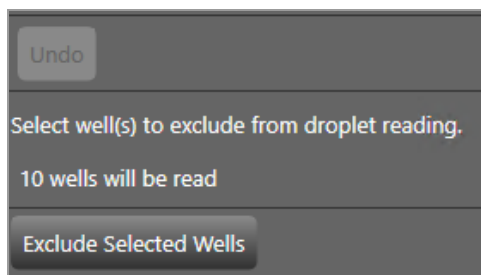 Undo
Select well(s) to exclude from droplet reading.
10 wells will be read
Exclude Selected Wells